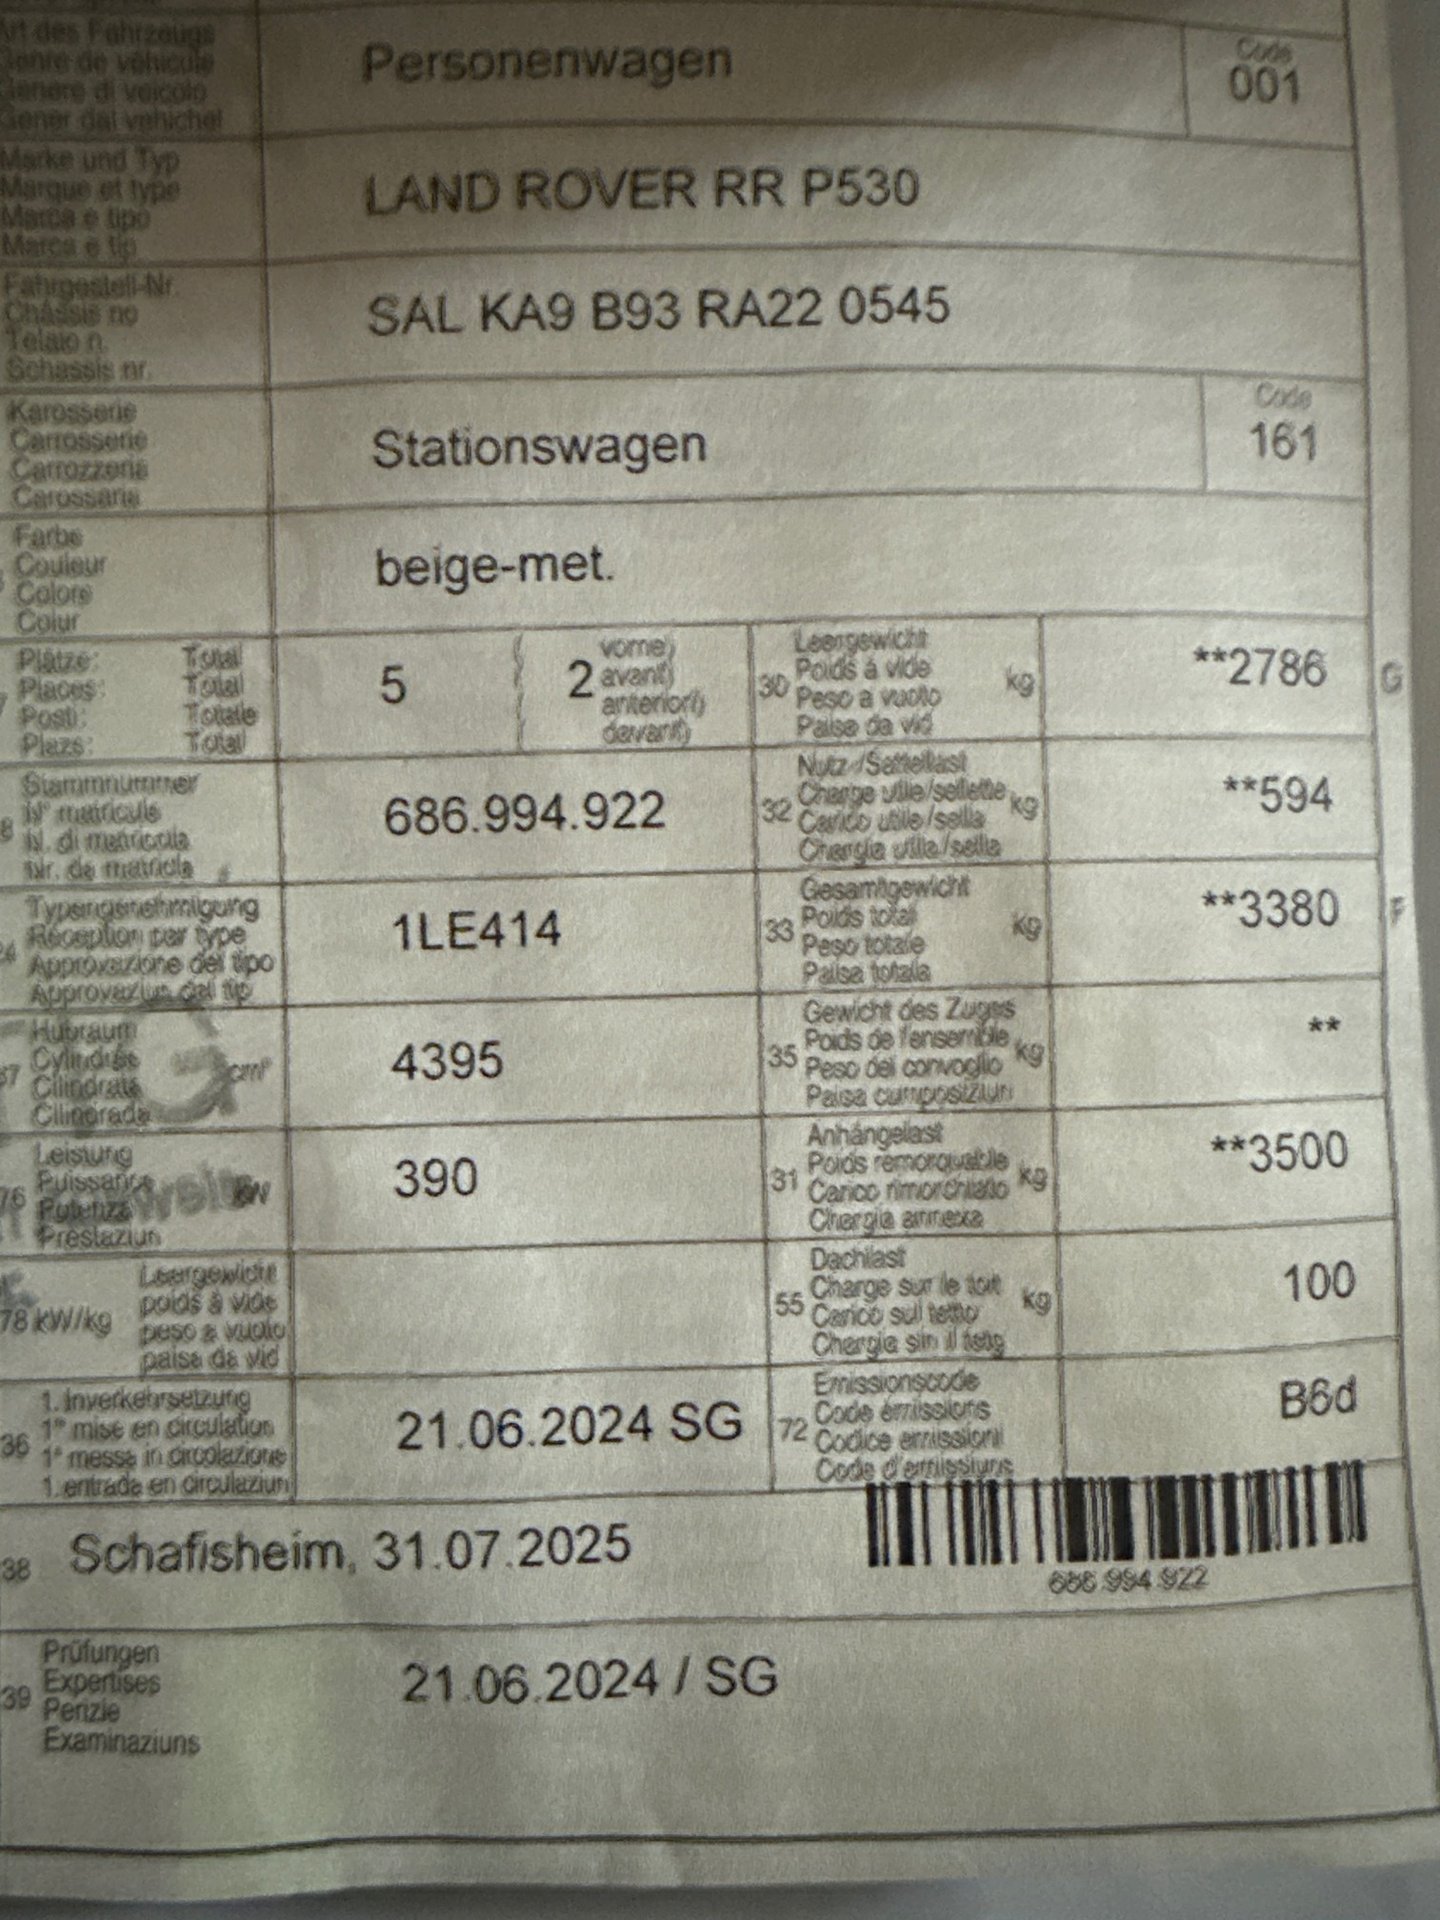 Art des Fahrzeugs
Genre de véhicule
Genere di veicolo
Gener dal vehichel
Personenwagen
Code
001
Marke und Typ
Marque et type
Marca e tipo
Marca e tip
LAND ROVER RR P530
Fahrgestell-Nr.
Châssis no
Telaio n.
Schassis nr.
SAL KA9 B93 RA22 0545
Karosserie
Carrosserie
Carrozzeria
Carossaria
Stationswagen
Code
161
Farbe
Couleur
Colore
Colur
beige-met.
Plätze: Total
Places: Total
Posti: Totale
Plazs: Total
5
2
vorne)
avant)
anteriori)
davant)
30 Leergewicht
Poids à vide
Peso a vuoto
Paisa da vid
kg
**2786
G
Stammnummer
N° matricule
N. di matricola
Nr. da matricla
686.994.922
32 Nutz-/Sattellast
Charge utile/sellette
Carico utile/sella
Chargia utila/sella
kg
**594
Typengenehmigung
Réception par type
Approvazione del tipo
Approvaziun dal tip
1LE414
33 Gesamtgewicht
Poids total
Peso totale
Paisa totala
kg
**3380
F
Hubraum
Cylindrée
Cilindrata
Cilindrada
cm³
4395
35 Gewicht des Zuges
Poids de l'ensemble
Peso del convoglio
Paisa cumposiziun
kg
**
76 Leistung
Puissance
Potenza
Prestaziun
kW
390
31 Anhängelast
Poids remorquable
Carico rimorchiato
Chargia annexa
kg
**3500
78 kW/kg
Leergewicht
poids à vide
peso a vuoto
paisa da vid
55 Dachlast
Charge sur le toit
Carico sul tetto
Chargia sin il tetg
kg
100
36 1. Inverkehrsetzung
1re mise en circulation
1a messa in circolazione
1. entrada en circulaziun
21.06.2024 SG
72 Emissionscode
Code émissions
Codice emissioni
Code d'emissiuns
B6d
38 Schafisheim, 31.07.2025
686.994.922
39 Prüfungen
Expertises
Perizie
Examinaziuns
21.06.2024 / SG